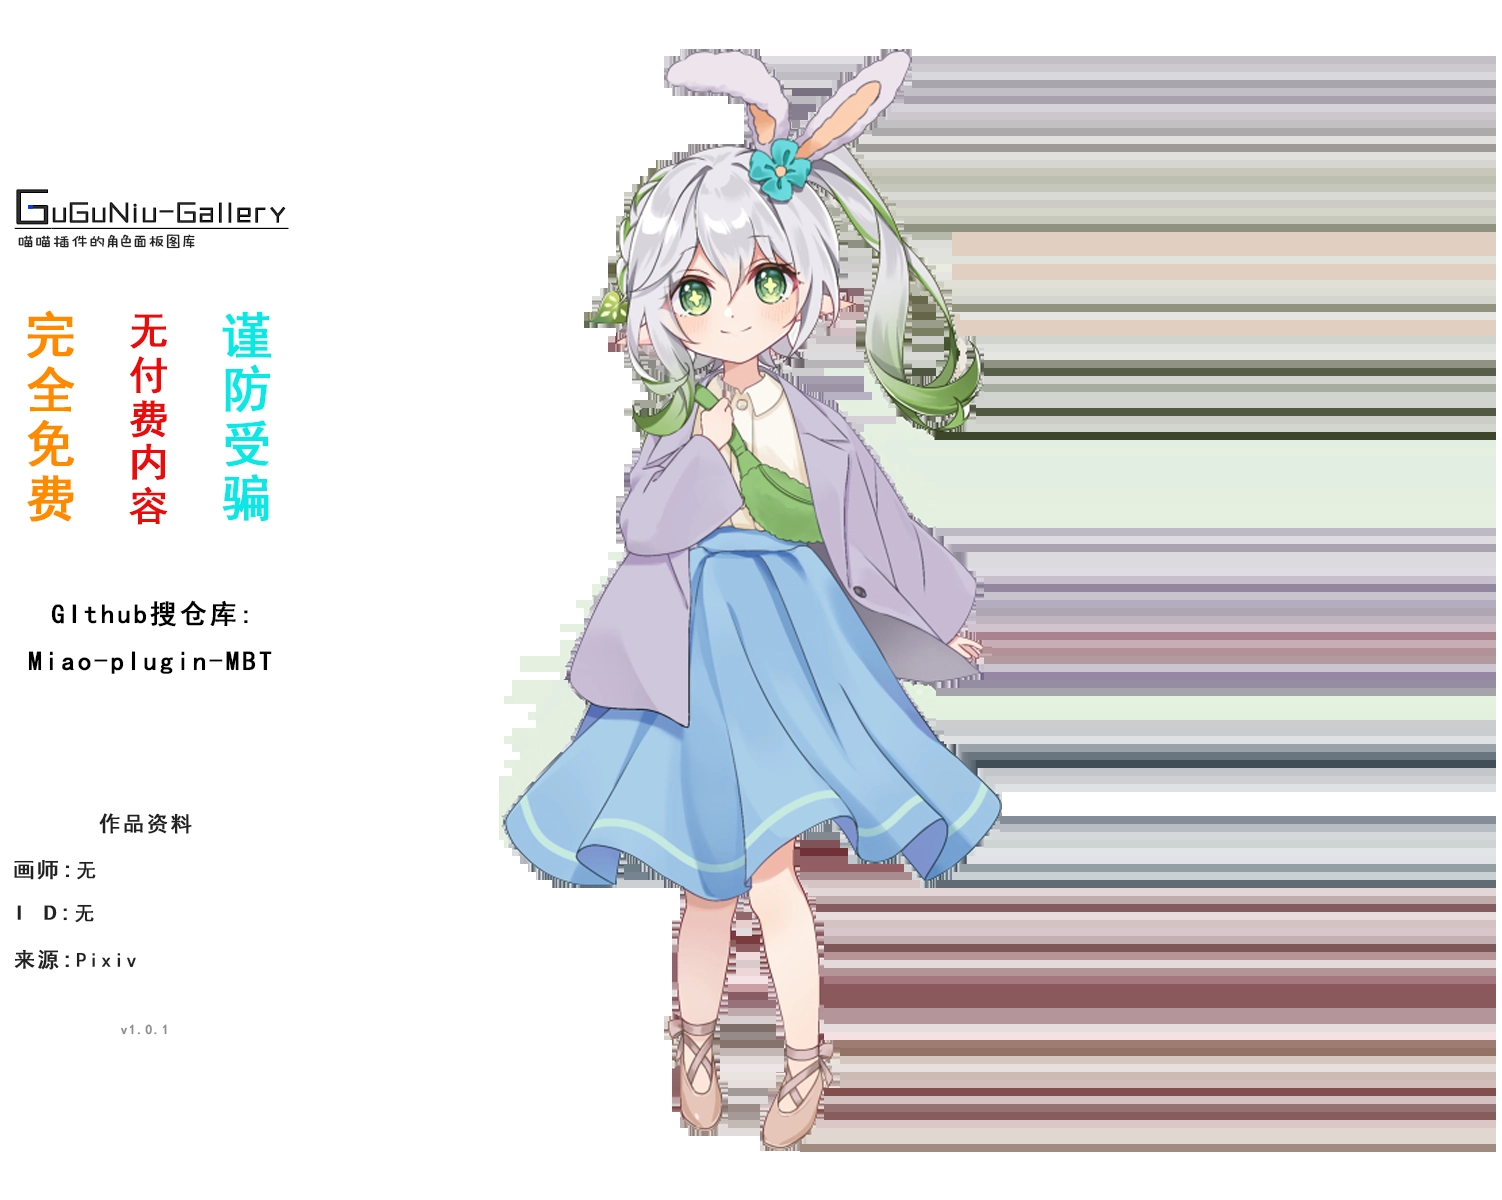 GuGuNiu-Gallery
喵喵插件的角色面板图库
完全免费
无付费内容
谨防受骗
GIthub搜仓库:
Miao-plugin-MBT
作品资料
画师:无
I D:无
来源:Pixiv
v1.0.1